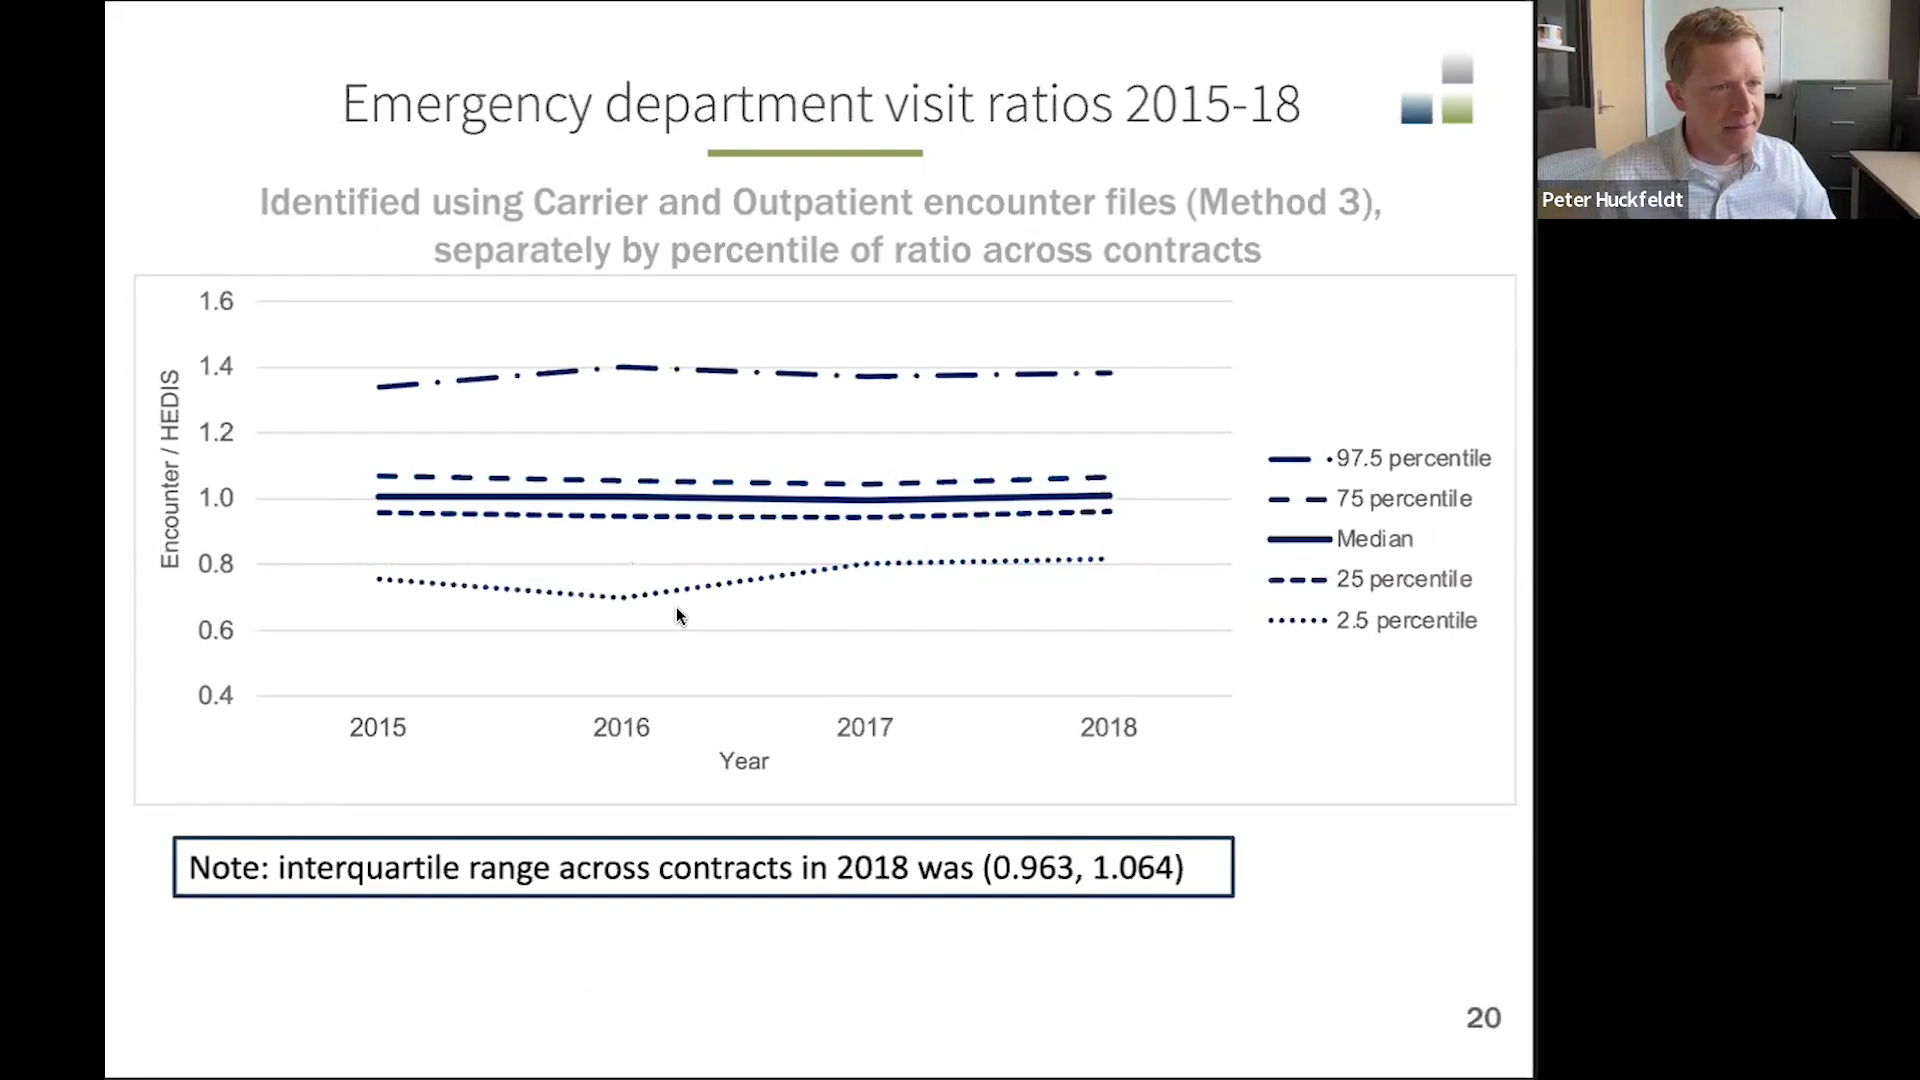 Emergency department visit ratios 2015-18
Identified using Carrier and Outpatient encounter files (Method 3),
separately by percentile of ratio across contracts
1.6
1.4
1.2
1.0
0.8
0.6
0.4
Encounter / HEDIS
2015 2016 2017 2018
Year
97.5 percentile
75 percentile
Median
25 percentile
2.5 percentile
Note: interquartile range across contracts in 2018 was (0.963, 1.064)
20
Peter Huckfeldt